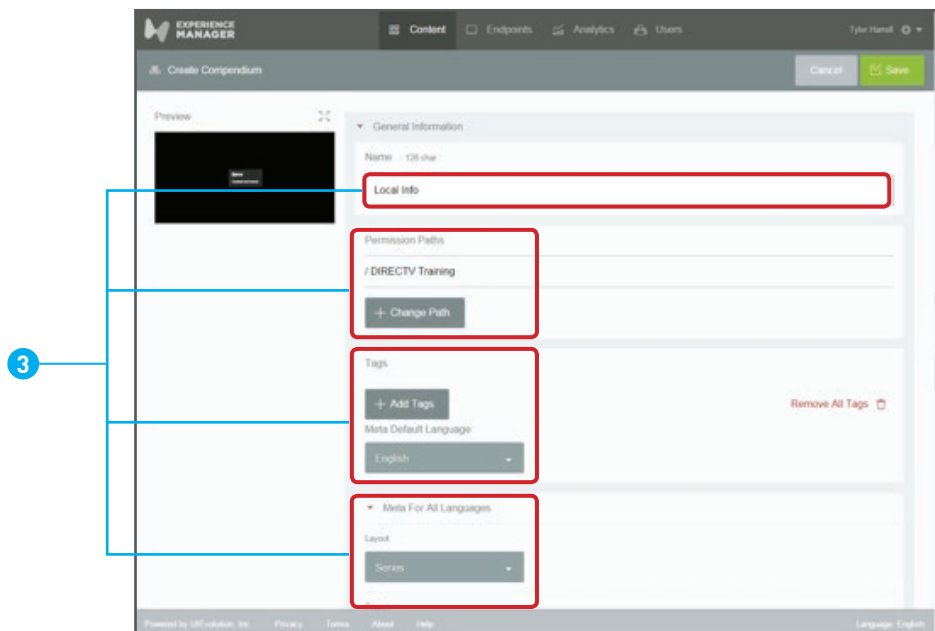 EXPERIENCE
MANAGER
Content Endpoints Analytics Users
Tyler
Create Compendium
Cancel Save
Preview
General Information
Name 128 char
Local Info
Permission Paths
/ DIRECTV Training
+ Change Path
3
Tags
+ Add Tags
Remove All Tags
Meta Default Language
English
Meta For All Languages
Layout
Series
Powered by UIEvolution, Inc. Privacy Terms About Help Language: English